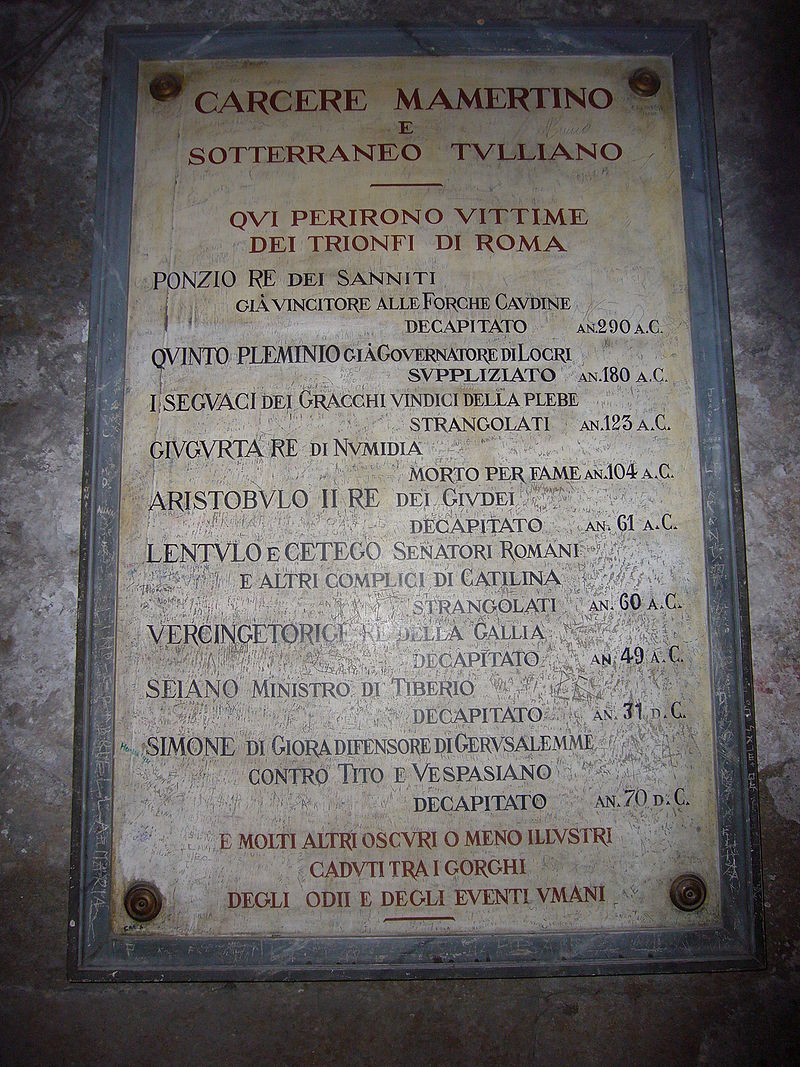 CARCERE MAMERTINO
E
SOTTERRANEO TVLLIANO
QVI PERIRONO VITTIME
DEI TRIONFI DI ROMA
PONZIO RE DEI SANNITI
GIÀ VINCITORE ALLE FORCHE CAVDINE
DECAPITATO AN.290 A.C.
QVINTO PLEMINIO GIÀ GOVERNATORE DI LOCRI
SVPPLIZIATO AN.180 A.C.
I SEGVACI DEI GRACCHI VINDICI DELLA PLEBE
STRANGOLATI AN.123 A.C.
GIVGVRTA RE DI NVMIDIA
MORTO PER FAME AN.104 A.C.
ARISTOBVLO II RE DEI GIVDEI
DECAPITATO AN. 61 A.C.
LENTVLO E CETEGO SENATORI ROMANI
E ALTRI COMPLICI DI CATILINA
STRANGOLATI AN. 60 A.C.
VERCINGETORIGE RE DELLA GALLIA
DECAPITATO AN. 49 A.C.
SEIANO MINISTRO DI TIBERIO
DECAPITATO AN. 31 D.C.
SIMONE DI GIORA DIFENSORE DI GERVSALEMME
CONTRO TITO E VESPASIANO
DECAPITATO AN. 70 D.C.
E MOLTI ALTRI OSCVRI O MENO ILLVSTRI
CADVTI TRA I GORGHI
DEGLI ODII E DEGLI EVENTI VMANI